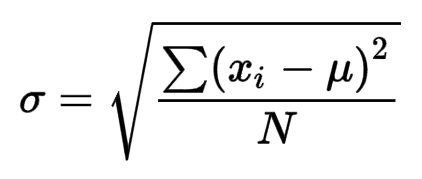 σ = √(∑(xᵢ − μ)² / N)